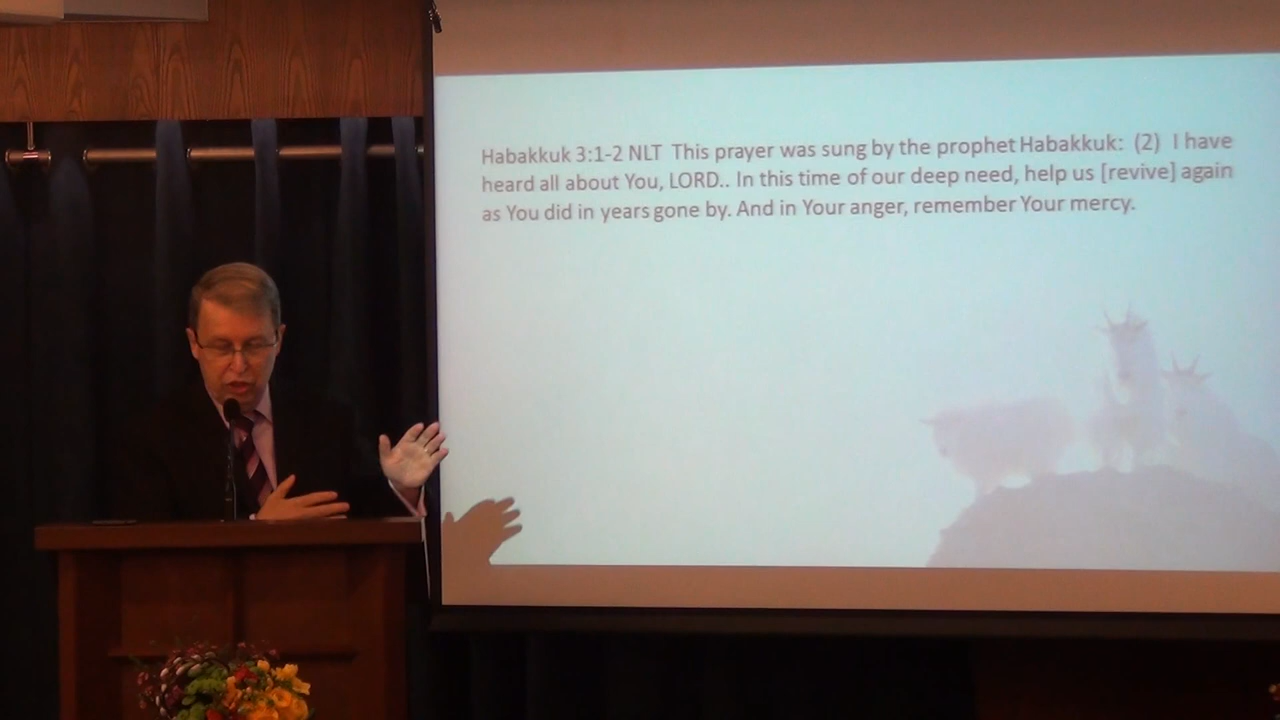 Habakkuk 3:1-2 NLT This prayer was sung by the prophet Habakkuk: (2) I have
heard all about You, LORD.. In this time of our deep need, help us [revive] again
as You did in years gone by. And in Your anger, remember Your mercy.